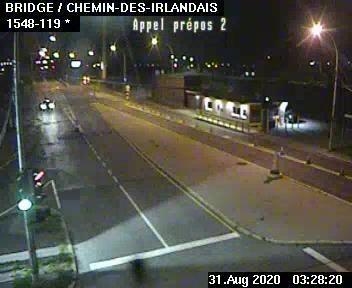 BRIDGE / CHEMIN-DES-IRLANDAIS
1548-119 *
Appel prépos 2
31.Aug 2020 03:28:20